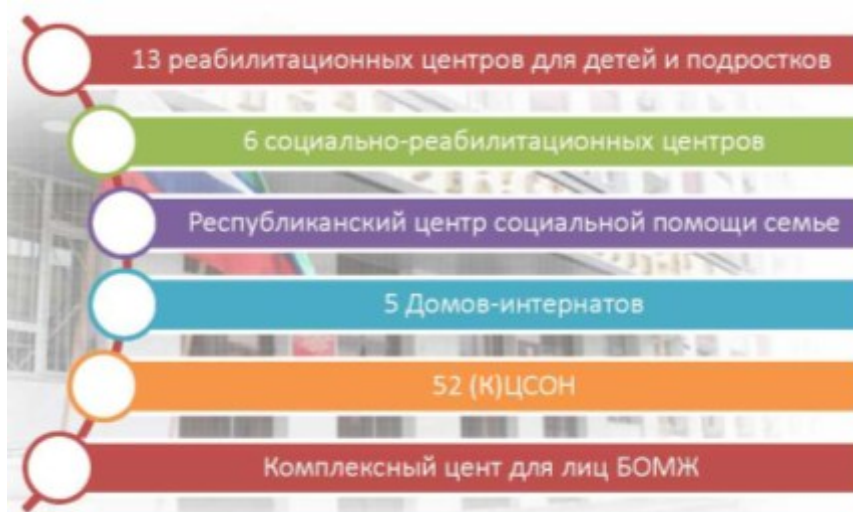 13 реабилитационных центров для детей и подростков
6 социально-реабилитационных центров
Республиканский центр социальной помощи семье
5 Домов-интернатов
52 (К)ЦСОН
Комплексный цент для лиц БОМЖ